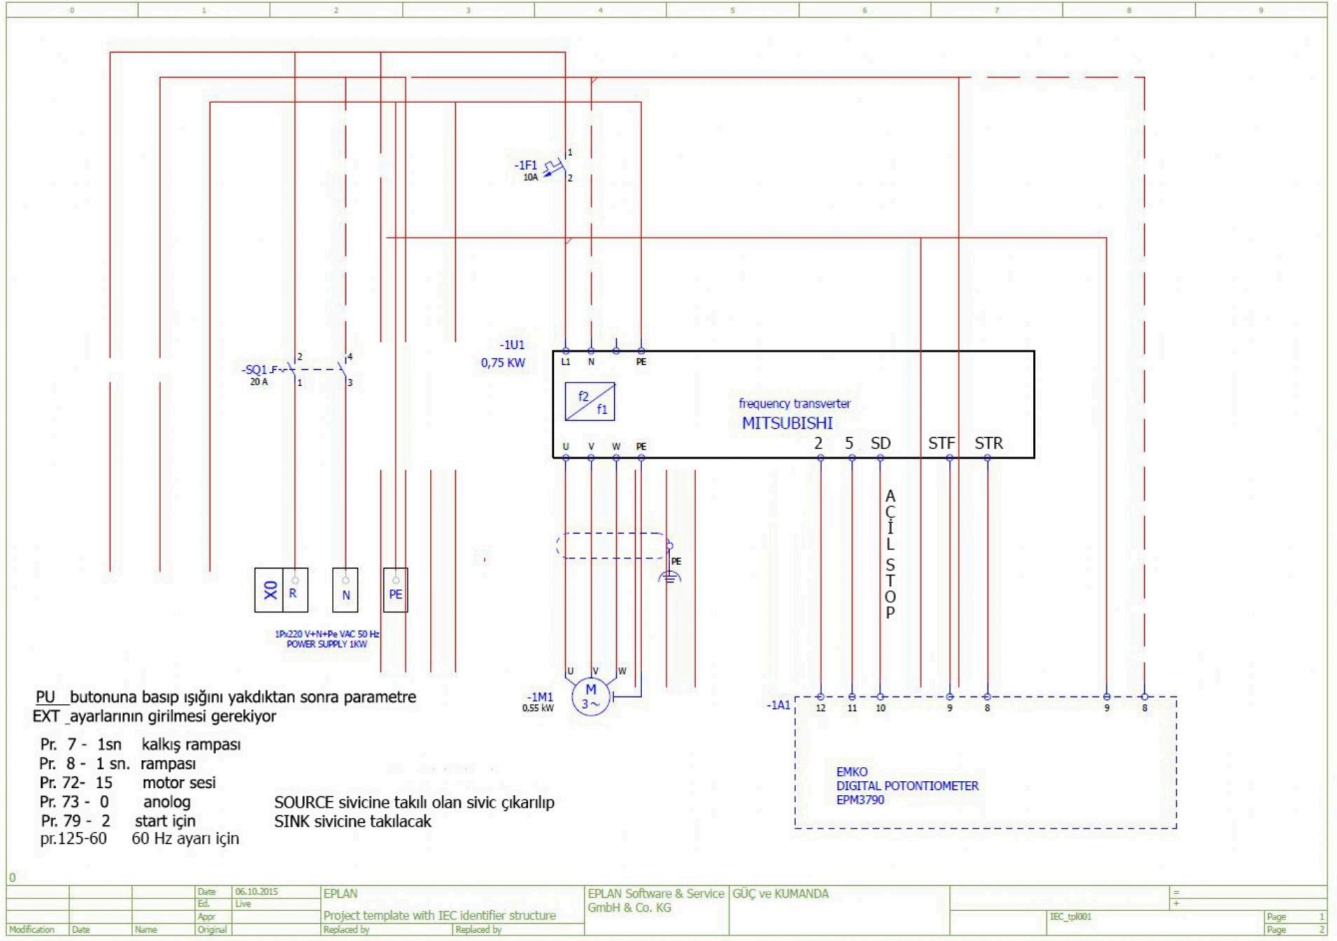 0 1 2 3 4 5 6 7 8 9
-1F1
10A
1
2
-1U1
0,75 KW
L1 N PE
f2
f1
frequency transverter
MITSUBISHI
U V W PE
2 5 SD STF STR
-SQ1
20 A
2 4
1 3
AÇİL STOP
PE
X0 R N PE
1Px220 V+N+Pe VAC 50 Hz
POWER SUPPLY 1KW
U V W
-1M1
0,55 kW
M
3~
-1A1
12 11 10 9 8 9 8
EMKO
DIGITAL POTONTIOMETER
EPM3790
PU butonuna basıp ışığını yakdıktan sonra parametre
EXT _ayarlarının girilmesi gerekiyor
Pr. 7 - 1sn kalkış rampası
Pr. 8 - 1 sn. rampası
Pr. 72- 15 motor sesi
Pr. 73 - 0 anolog
Pr. 79 - 2 start için
pr.125-60 60 Hz ayarı için
SOURCE sivicine takılı olan sivic çıkarılıp
SINK sivicine takılacak
0
Date 06.10.2015
Ed. Live
Appr
Modification Date Name Original
EPLAN
Project template with IEC identifier structure
Replaced by Replaced by
EPLAN Software & Service
GmbH & Co. KG
GÜÇ ve KUMANDA
=
+
IEC_tpl001
Page 1
Page 2